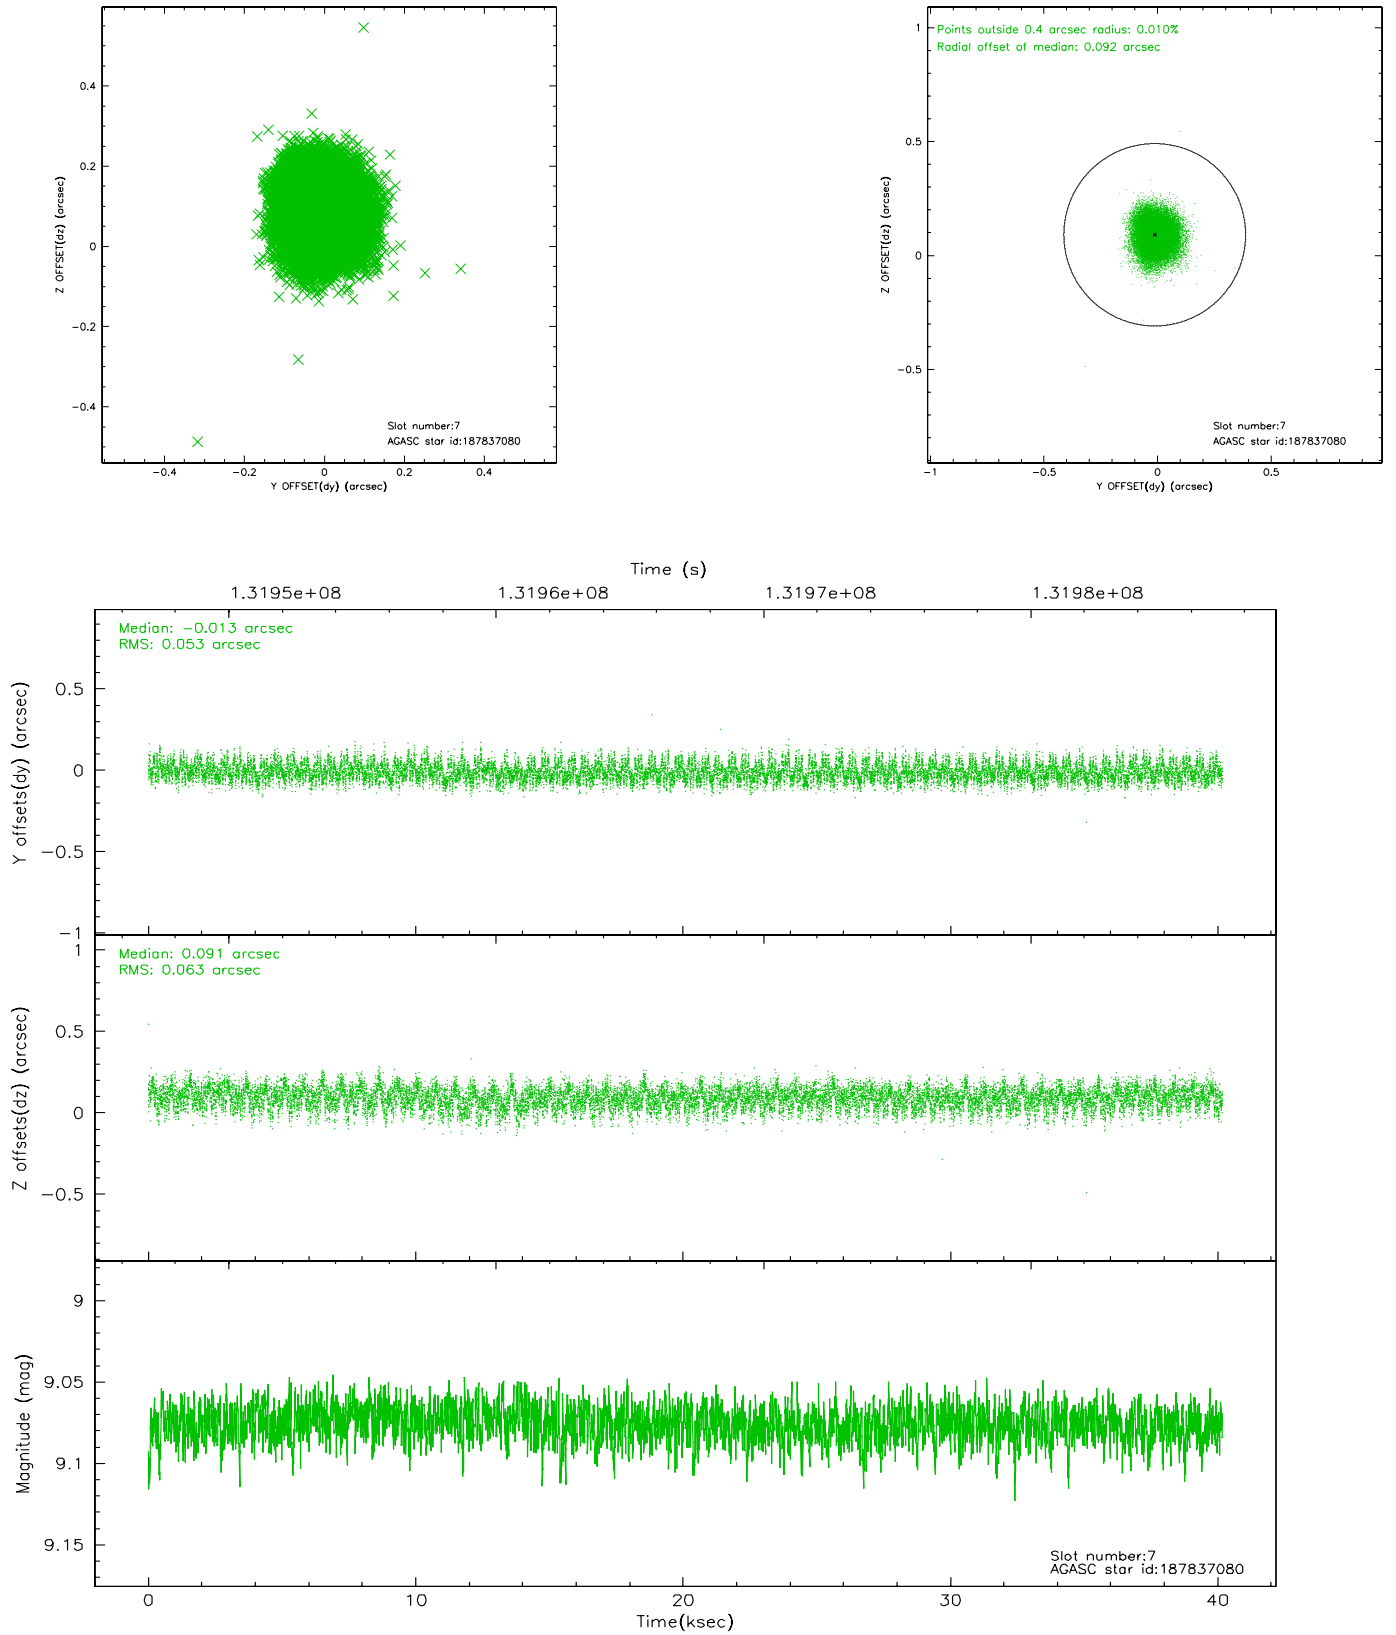 0.4
0.2
0
−0.2
−0.4
Z OFFSET(dz) (arcsec)
Slot number:7
AGASC star id:187837080
−0.4 −0.2 0 0.2 0.4
Y OFFSET(dy) (arcsec)
Points outside 0.4 arcsec radius: 0.010%
Radial offset of median: 0.092 arcsec
1
0.5
0
−0.5
Z OFFSET(dz) (arcsec)
Slot number:7
AGASC star id:187837080
−1 −0.5 0 0.5
Y OFFSET(dy) (arcsec)
Time (s)
1.3195e+08 1.3196e+08 1.3197e+08 1.3198e+08
Median: −0.013 arcsec
RMS: 0.053 arcsec
0.5
0
−0.5
−1
Y offsets(dy) (arcsec)
Median: 0.091 arcsec
RMS: 0.063 arcsec
1
0.5
0
−0.5
Z offsets(dz) (arcsec)
9
9.05
9.1
9.15
Magnitude (mag)
Slot number:7
AGASC star id:187837080
0 10 20 30 40
Time(ksec)